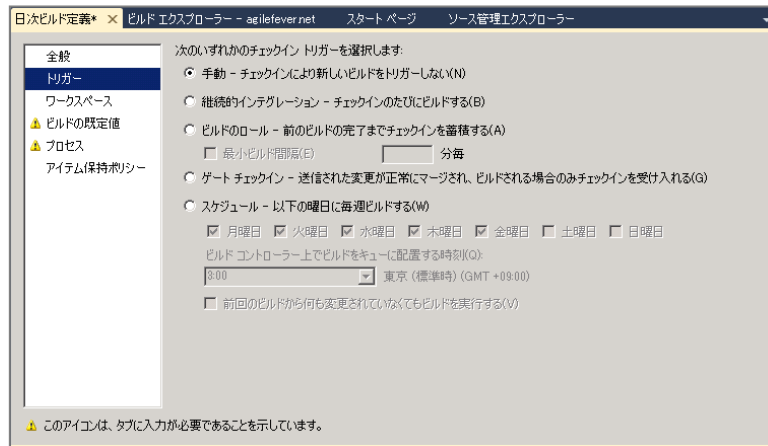 日次ビルド定義* × ビルド エクスプローラー - agilefever.net スタート ページ ソース管理エクスプローラー
全般
トリガー
ワークスペース
ビルドの既定値
プロセス
アイテム保持ポリシー
次のいずれかのチェックイン トリガーを選択します:
手動 - チェックインにより新しいビルドをトリガーしない(N)
継続的インテグレーション - チェックインのたびにビルドする(B)
ビルドのロール - 前のビルドの完了までチェックインを蓄積する(A)
最小ビルド間隔(E) 分毎
ゲート チェックイン - 送信された変更が正常にマージされ、ビルドされる場合のみチェックインを受け入れる(G)
スケジュール - 以下の曜日に毎週ビルドする(W)
月曜日 火曜日 水曜日 木曜日 金曜日 土曜日 日曜日
ビルド コントローラー上でビルドをキューに配置する時刻(Q):
3:00 東京 (標準時) (GMT +09:00)
前回のビルドから何も変更されていなくてもビルドを実行する(V)
このアイコンは、タブに入力が必要であることを示しています。